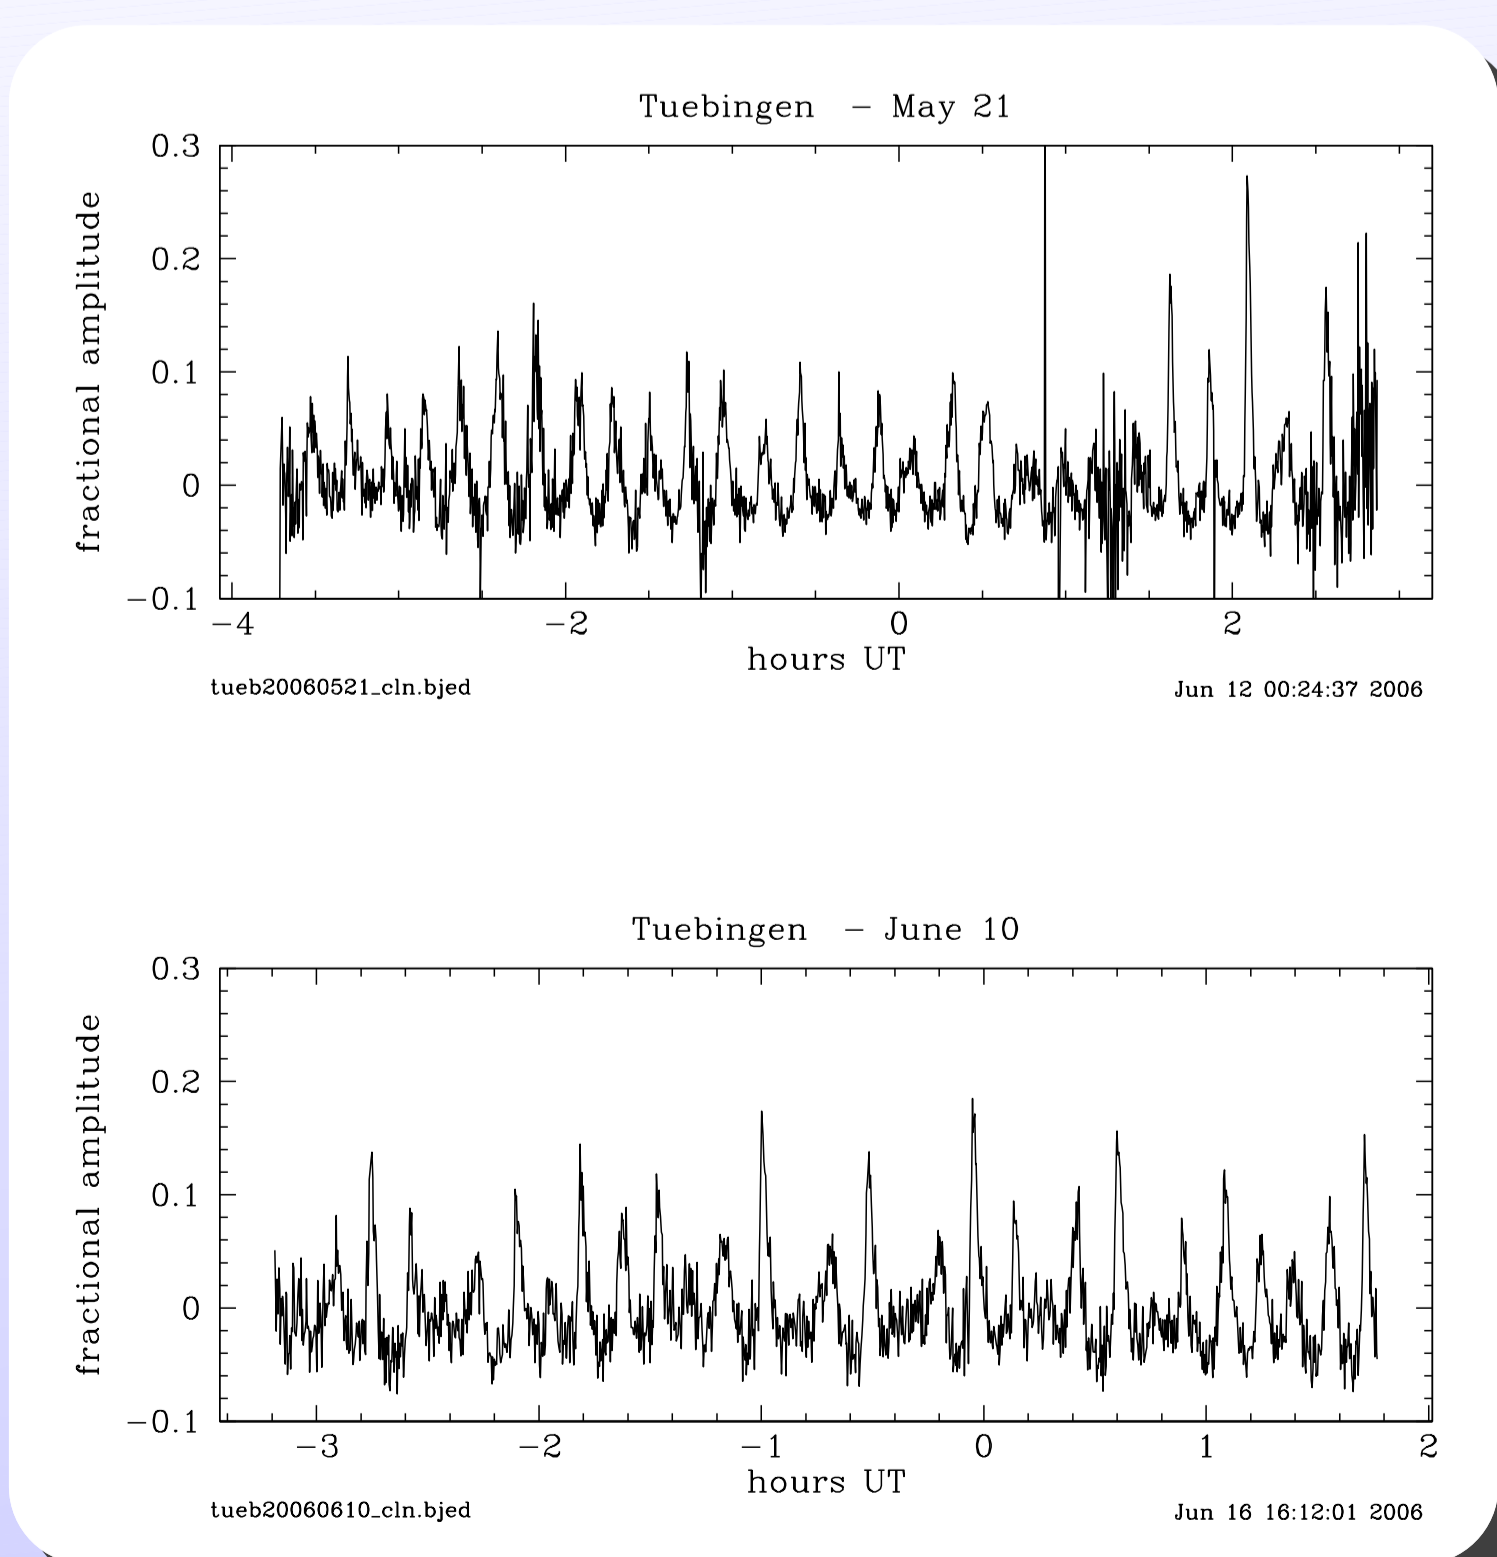 Tuebingen – May 21
0.3
0.2
0.1
0
−0.1
fractional amplitude
−4 −2 0 2
hours UT
tueb20060521_cln.bjed Jun 12 00:24:37 2006
Tuebingen – June 10
0.3
0.2
0.1
0
−0.1
fractional amplitude
−3 −2 −1 0 1 2
hours UT
tueb20060610_cln.bjed Jun 16 16:12:01 2006